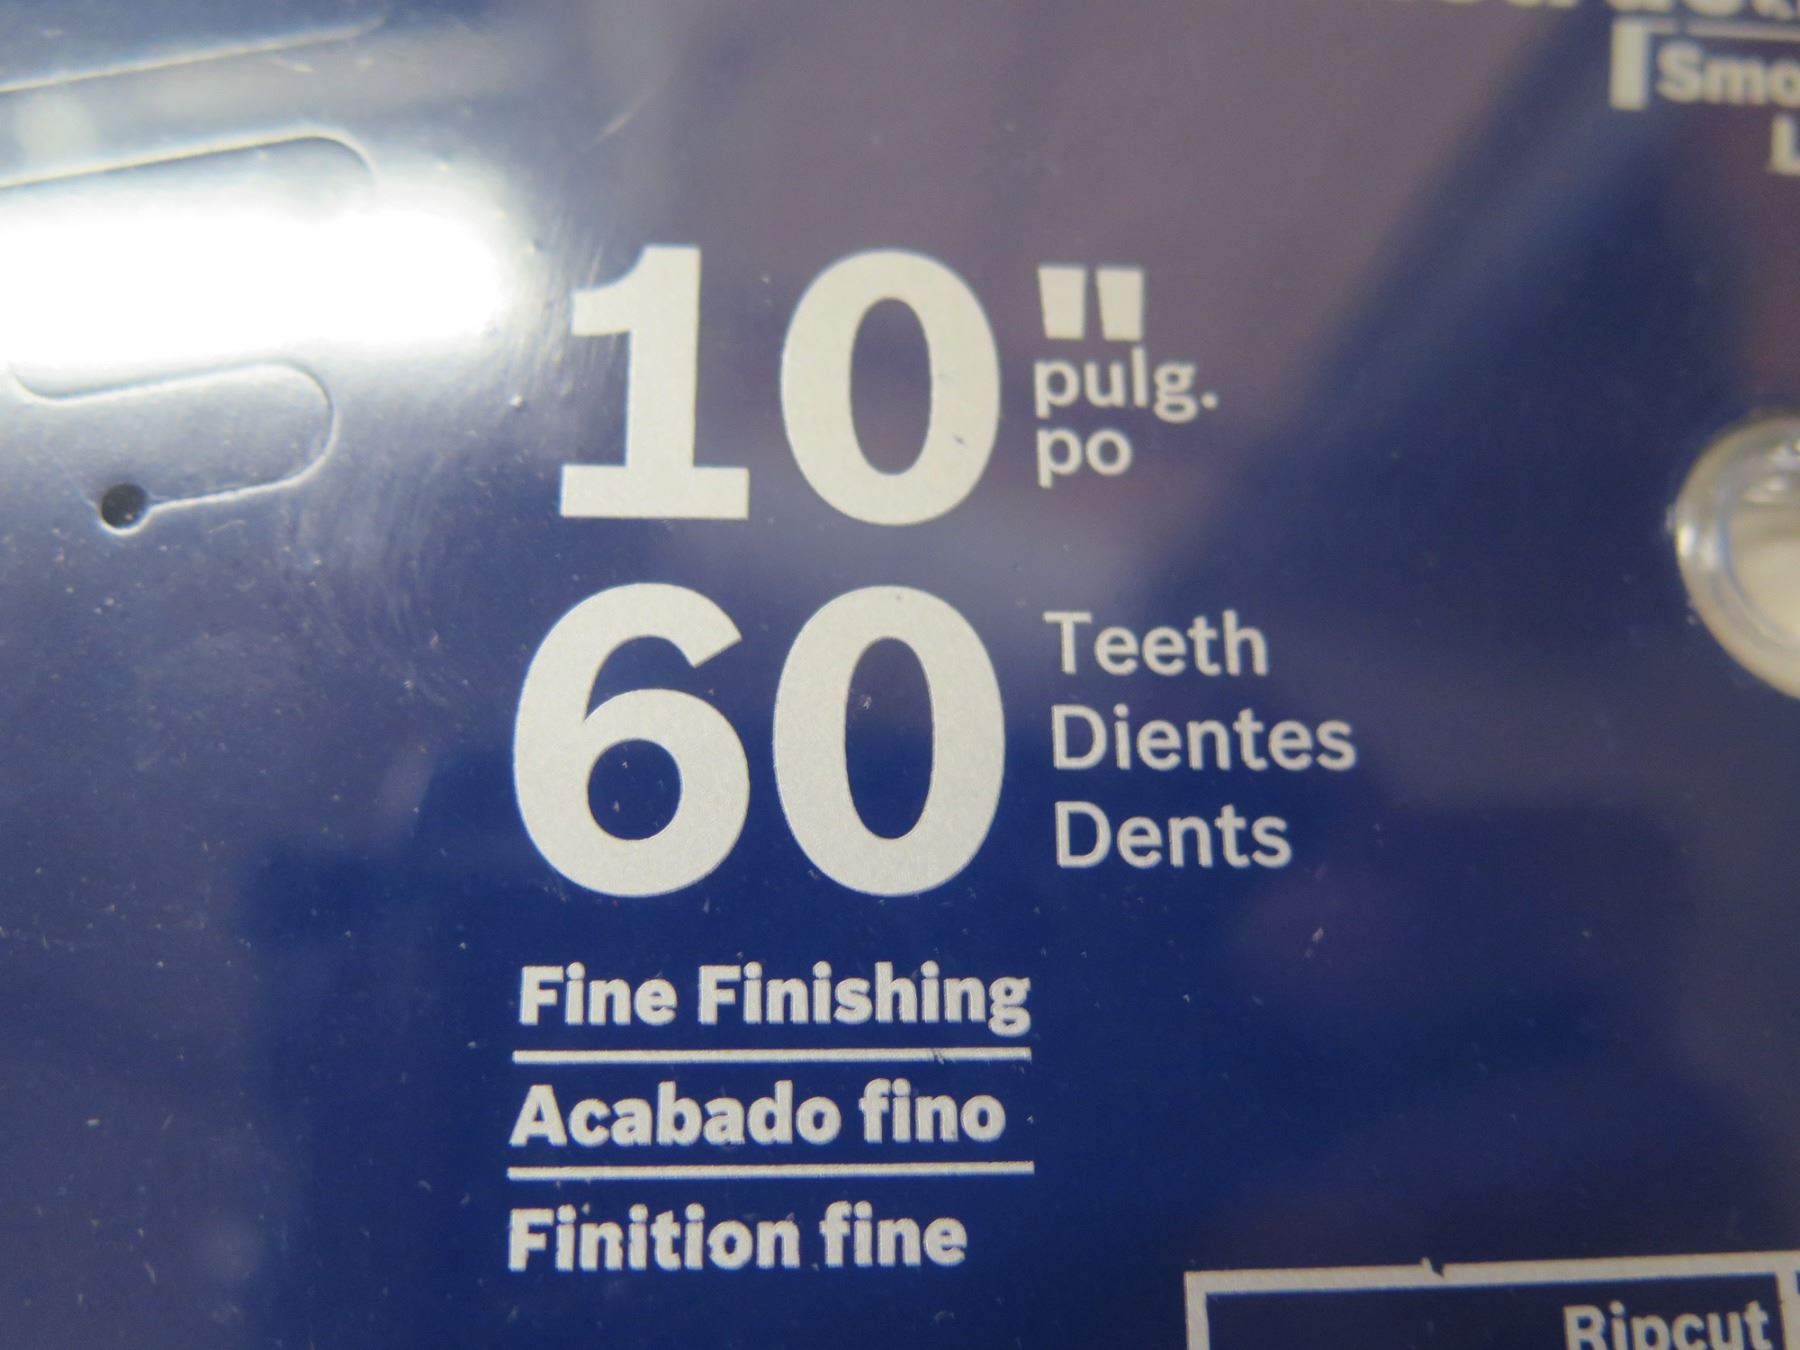 10"
pulg.
po
60
Teeth
Dientes
Dents
Fine Finishing
Acabado fino
Finition fine
Ripcut